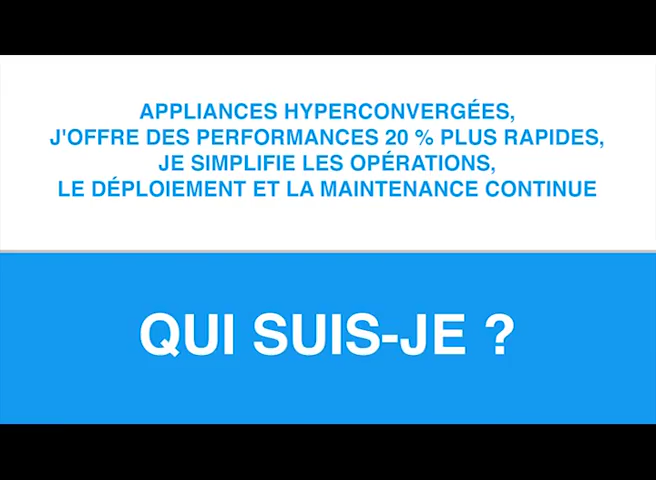 APPLIANCES HYPERCONVERGÉES,
J'OFFRE DES PERFORMANCES 20 % PLUS RAPIDES,
JE SIMPLIFIE LES OPÉRATIONS,
LE DÉPLOIEMENT ET LA MAINTENANCE CONTINUE
QUI SUIS-JE ?